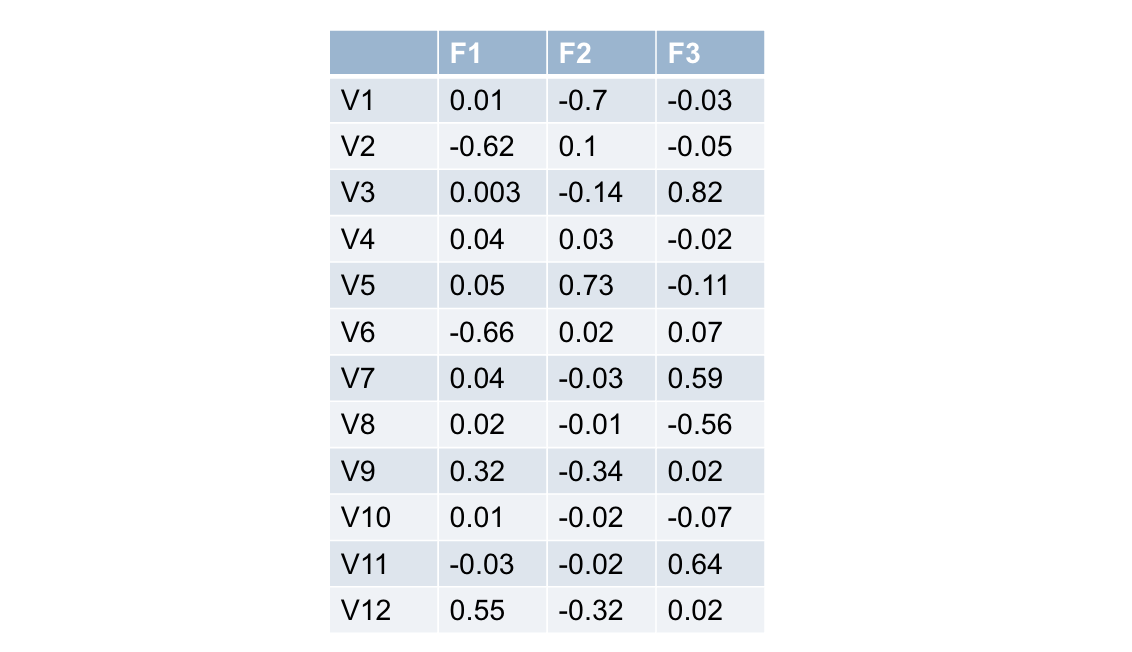 F1 F2 F3
V1 0.01 -0.7 -0.03
V2 -0.62 0.1 -0.05
V3 0.003 -0.14 0.82
V4 0.04 0.03 -0.02
V5 0.05 0.73 -0.11
V6 -0.66 0.02 0.07
V7 0.04 -0.03 0.59
V8 0.02 -0.01 -0.56
V9 0.32 -0.34 0.02
V10 0.01 -0.02 -0.07
V11 -0.03 -0.02 0.64
V12 0.55 -0.32 0.02